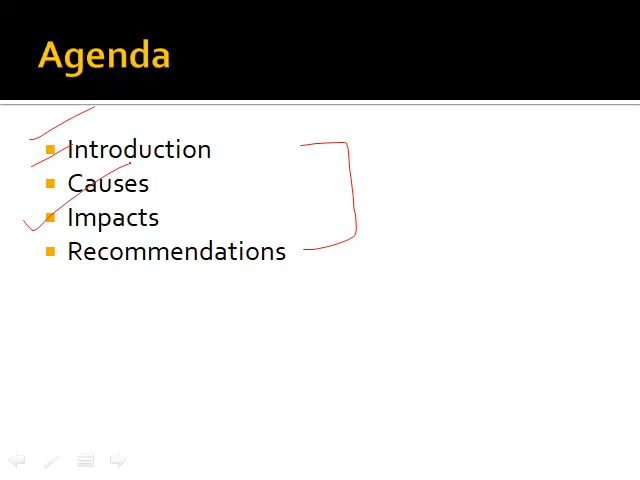 Agenda
Introduction
Causes
Impacts
Recommendations